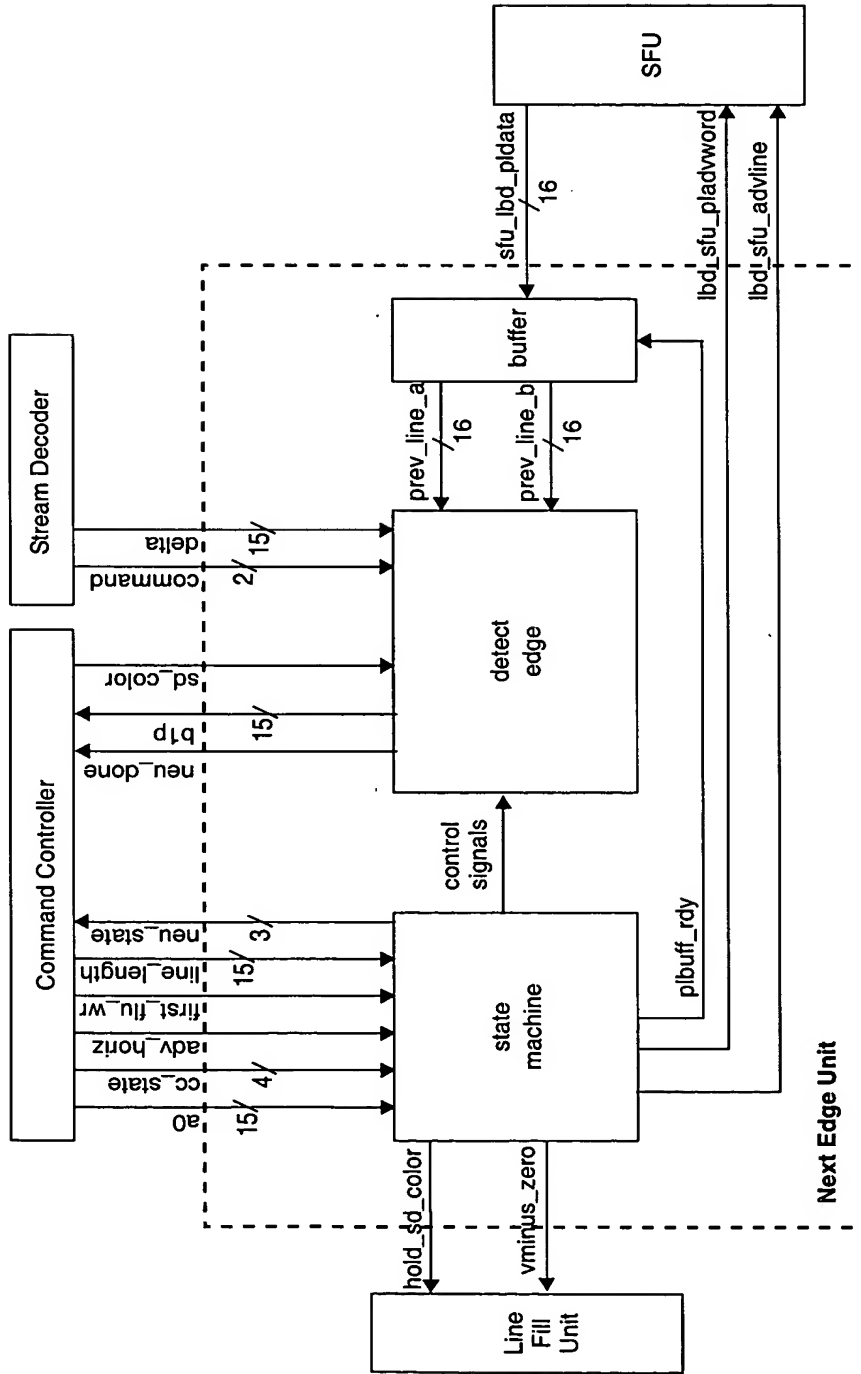 Command Controller
Stream Decoder
a0
15
cc_state
4
adv_horiz
first_flu_wr
line_length
15
neu_state
3
neu_done
b1p
15
sd_color
command
2
delta
15
Line
Fill
Unit
hold_sd_color
vminus_zero
state
machine
control
signals
detect
edge
prev_line_a
16
prev_line_b
16
buffer
sfu_lbd_pldata
16
SFU
plbuff_rdy
lbd_sfu_pladvword
lbd_sfu_advline
Next Edge Unit